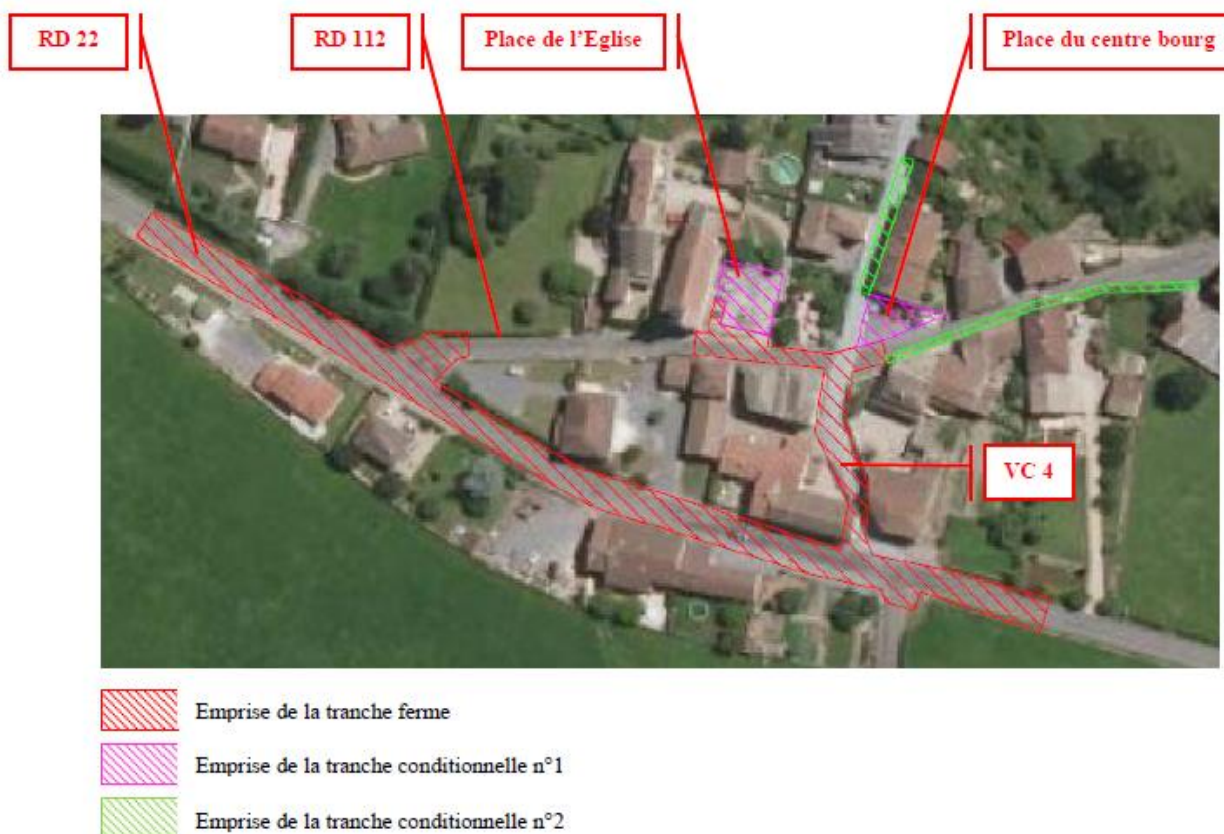 RD 22
RD 112
Place de l'Eglise
Place du centre bourg
VC 4
Emprise de la tranche ferme
Emprise de la tranche conditionnelle n°1
Emprise de la tranche conditionnelle n°2